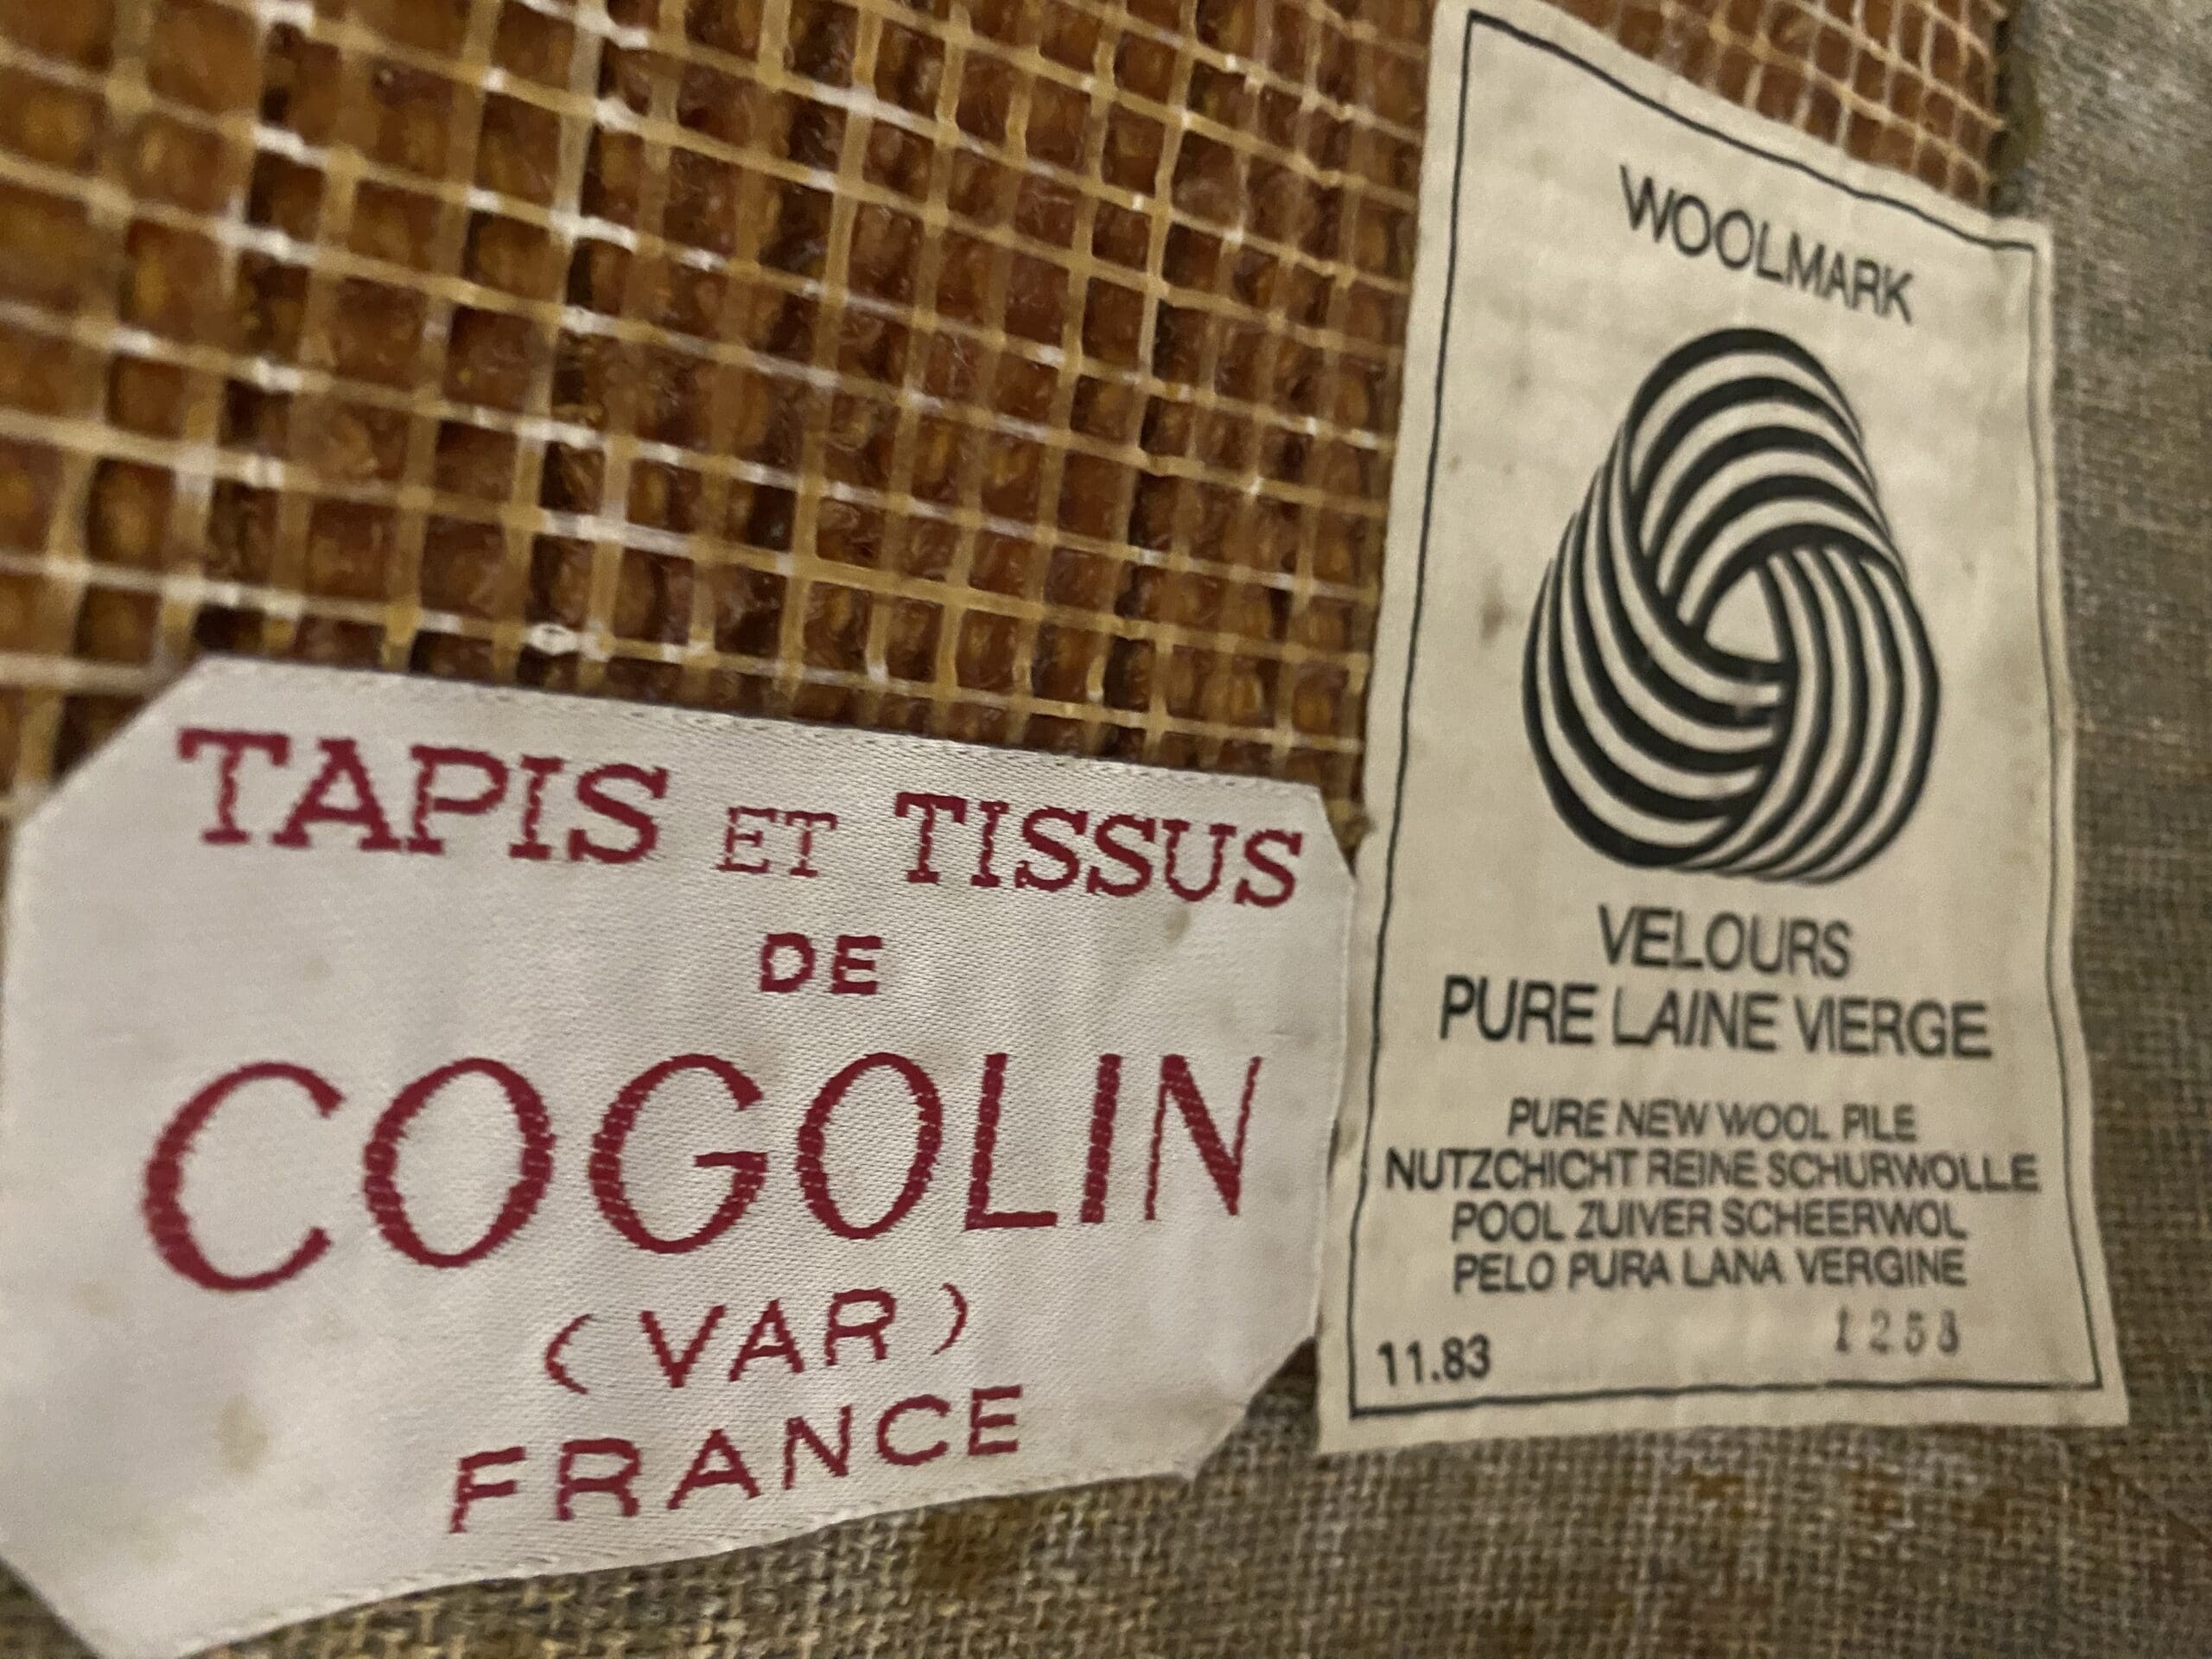 TAPIS ET TISSUS
DE
COGOLIN
(VAR)
FRANCE
WOOLMARK
VELOURS
PURE LAINE VIERGE
PURE NEW WOOL PILE
NUTZCHICHT REINE SCHURWOLLE
POOL ZUIVER SCHEERWOL
PELO PURA LANA VERGINE
11.83